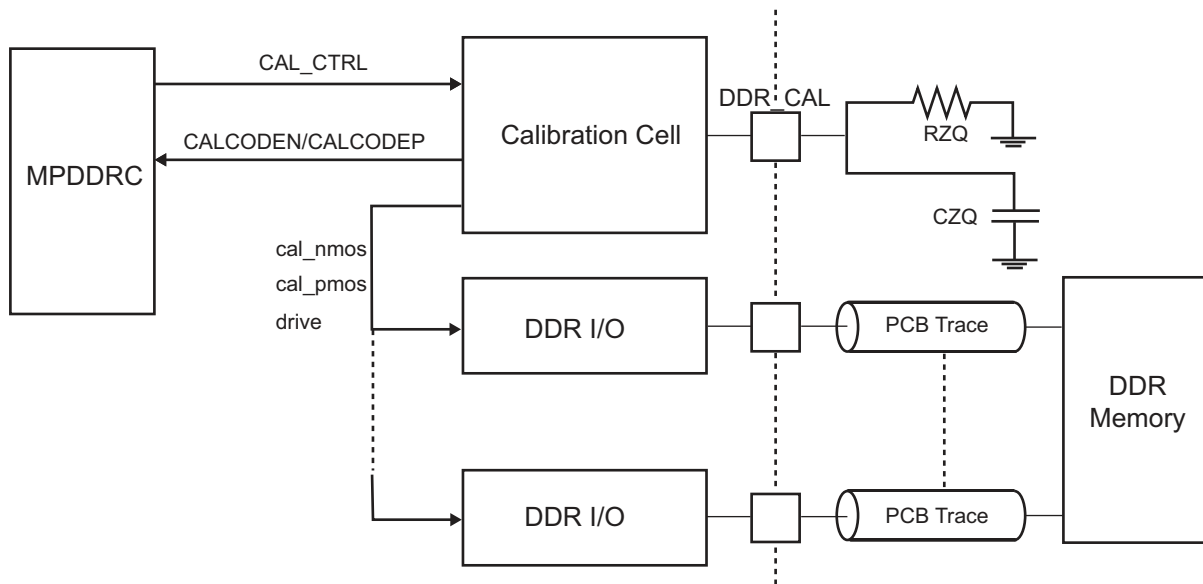 CAL_CTRL
DDR_CAL
Calibration Cell
CALCODEN/CALCODEP
MPDDRC
RZQ
CZQ
cal_nmos
cal_pmos
drive
DDR I/O
PCB Trace
DDR
Memory
DDR I/O
PCB Trace